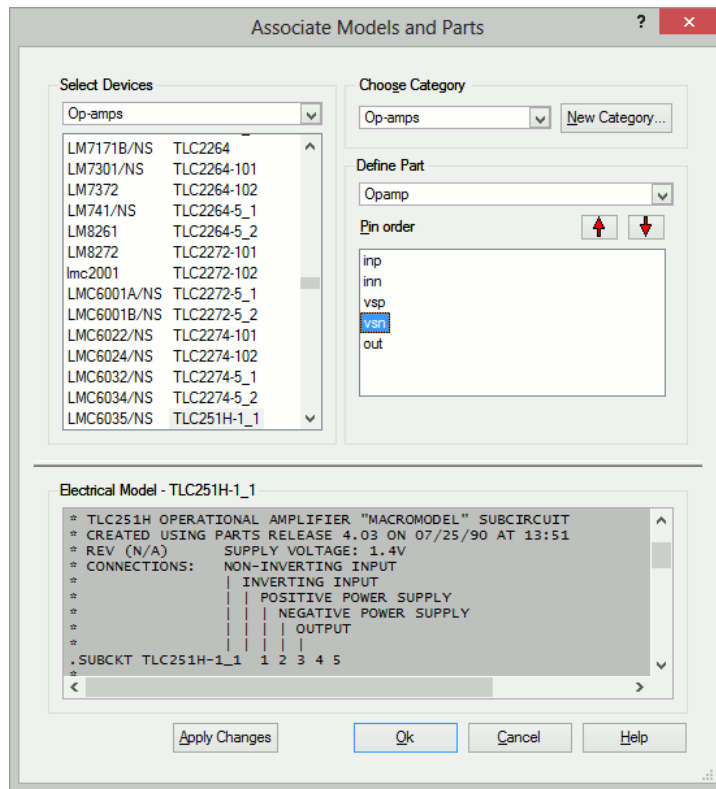 Associate Models and Parts
? ×
Select Devices
Op-amps
LM7171B/NS TLC2264
LM7301/NS TLC2264-101
LM7372 TLC2264-102
LM741/NS TLC2264-5_1
LM8261 TLC2264-5_2
LM8272 TLC2272-101
lmc2001 TLC2272-102
LMC6001A/NS TLC2272-5_1
LMC6001B/NS TLC2272-5_2
LMC6022/NS TLC2274-101
LMC6024/NS TLC2274-102
LMC6032/NS TLC2274-5_1
LMC6034/NS TLC2274-5_2
LMC6035/NS TLC251H-1_1
Choose Category
Op-amps New Category...
Define Part
Opamp
Pin order
inp
inn
vsp
vsn
out
Electrical Model - TLC251H-1_1
* TLC251H OPERATIONAL AMPLIFIER "MACROMODEL" SUBCIRCUIT
* CREATED USING PARTS RELEASE 4.03 ON 07/25/90 AT 13:51
* REV (N/A) SUPPLY VOLTAGE: 1.4V
* CONNECTIONS: NON-INVERTING INPUT
* | INVERTING INPUT
* | | POSITIVE POWER SUPPLY
* | | | NEGATIVE POWER SUPPLY
* | | | | OUTPUT
* | | | | |
.SUBCKT TLC251H-1_1 1 2 3 4 5
*
Apply Changes Ok Cancel Help